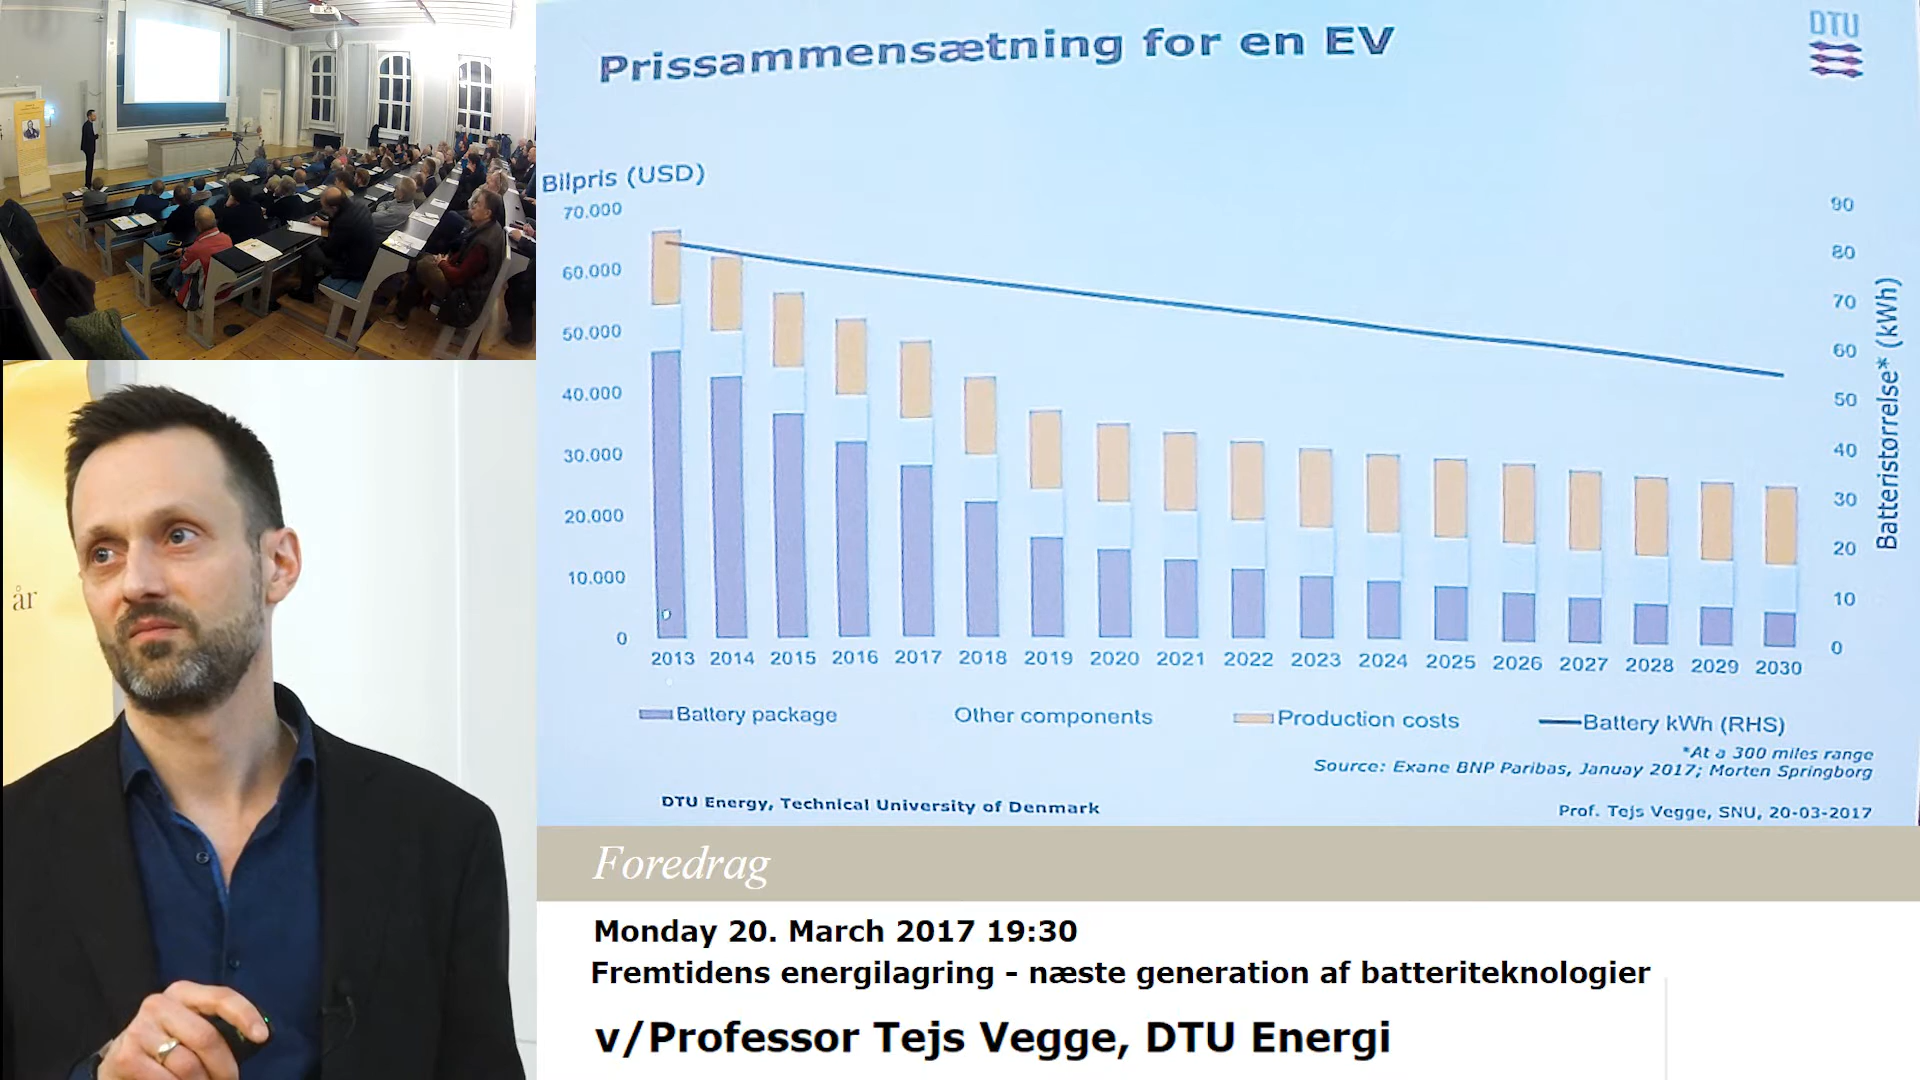 Prissammensætning for en EV
DTU
Bilpris (USD)
70.000
60.000
50.000
40.000
30.000
20.000
10.000
0
90
80
70
60
50
40
30
20
10
0
Batteristørrelse* (kWh)
2013 2014 2015 2016 2017 2018 2019 2020 2021 2022 2023 2024 2025 2026 2027 2028 2029 2030
Battery package Other components Production costs Battery kWh (RHS)
*At a 300 miles range
Source: Exane BNP Paribas, Januay 2017; Morten Springborg
DTU Energy, Technical University of Denmark
Prof. Tejs Vegge, SNU, 20-03-2017
år
Foredrag
Monday 20. March 2017 19:30
Fremtidens energilagring - næste generation af batteriteknologier
v/Professor Tejs Vegge, DTU Energi